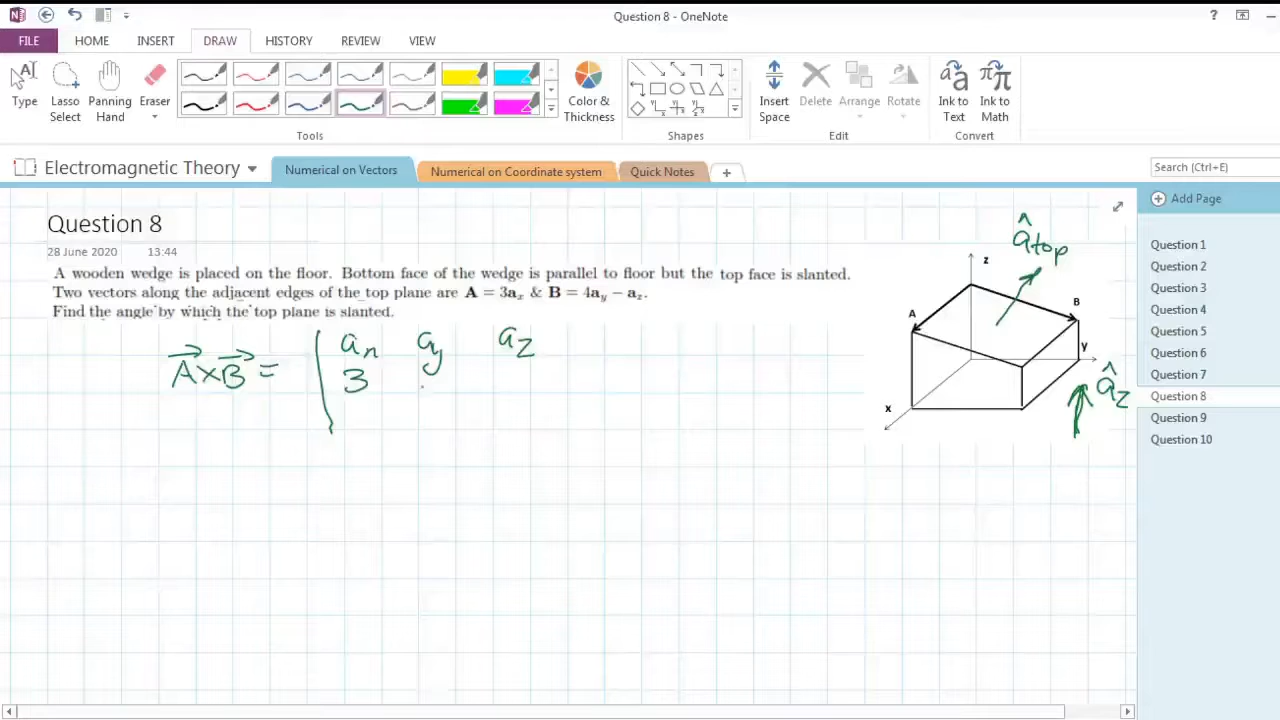 Question 8 - OneNote
?
FILE HOME INSERT DRAW HISTORY REVIEW VIEW
Type
Lasso Select
Panning Hand
Eraser
Color & Thickness
Insert Space
Delete
Arrange
Rotate
Ink to Text
Ink to Math
Tools
Shapes
Edit
Convert
Electromagnetic Theory
Numerical on Vectors
Numerical on Coordinate system
Quick Notes
+
Search (Ctrl+E)
Add Page
Question 1
Question 2
Question 3
Question 4
Question 5
Question 6
Question 7
Question 8
Question 9
Question 10
Question 8
28 June 2020 13:44
A wooden wedge is placed on the floor. Bottom face of the wedge is parallel to floor but the top face is slanted.
Two vectors along the adjacent edges of the top plane are A = 3aₓ & B = 4a_y − a_z.
Find the angle by which the top plane is slanted.
A×B = | aₓ a_y a_z
3
â top
z
A
B
y
x
â z